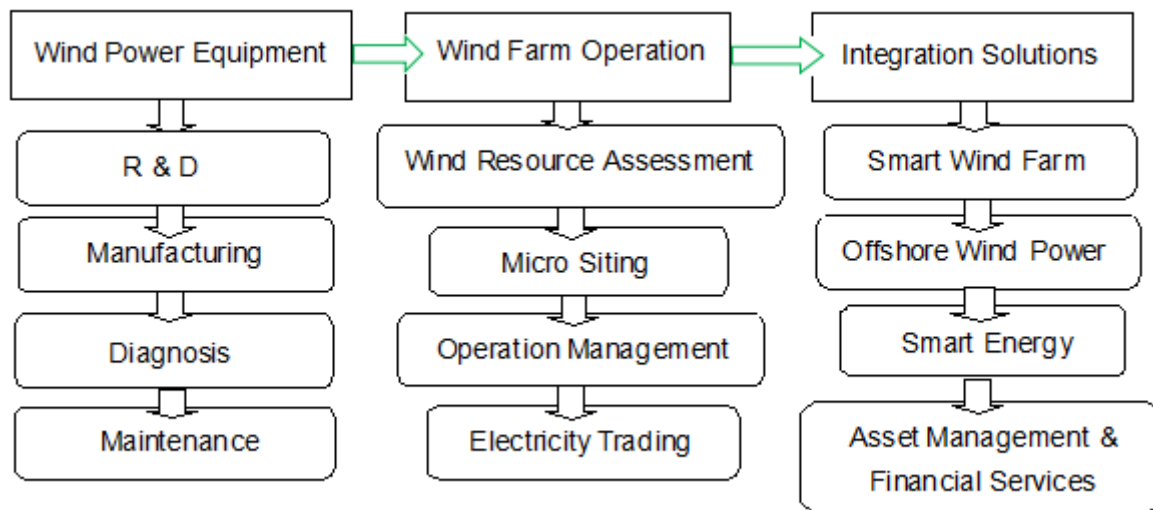 Wind Power Equipment
Wind Farm Operation
Integration Solutions
R & D
Manufacturing
Diagnosis
Maintenance
Wind Resource Assessment
Micro Siting
Operation Management
Electricity Trading
Smart Wind Farm
Offshore Wind Power
Smart Energy
Asset Management &
Financial Services